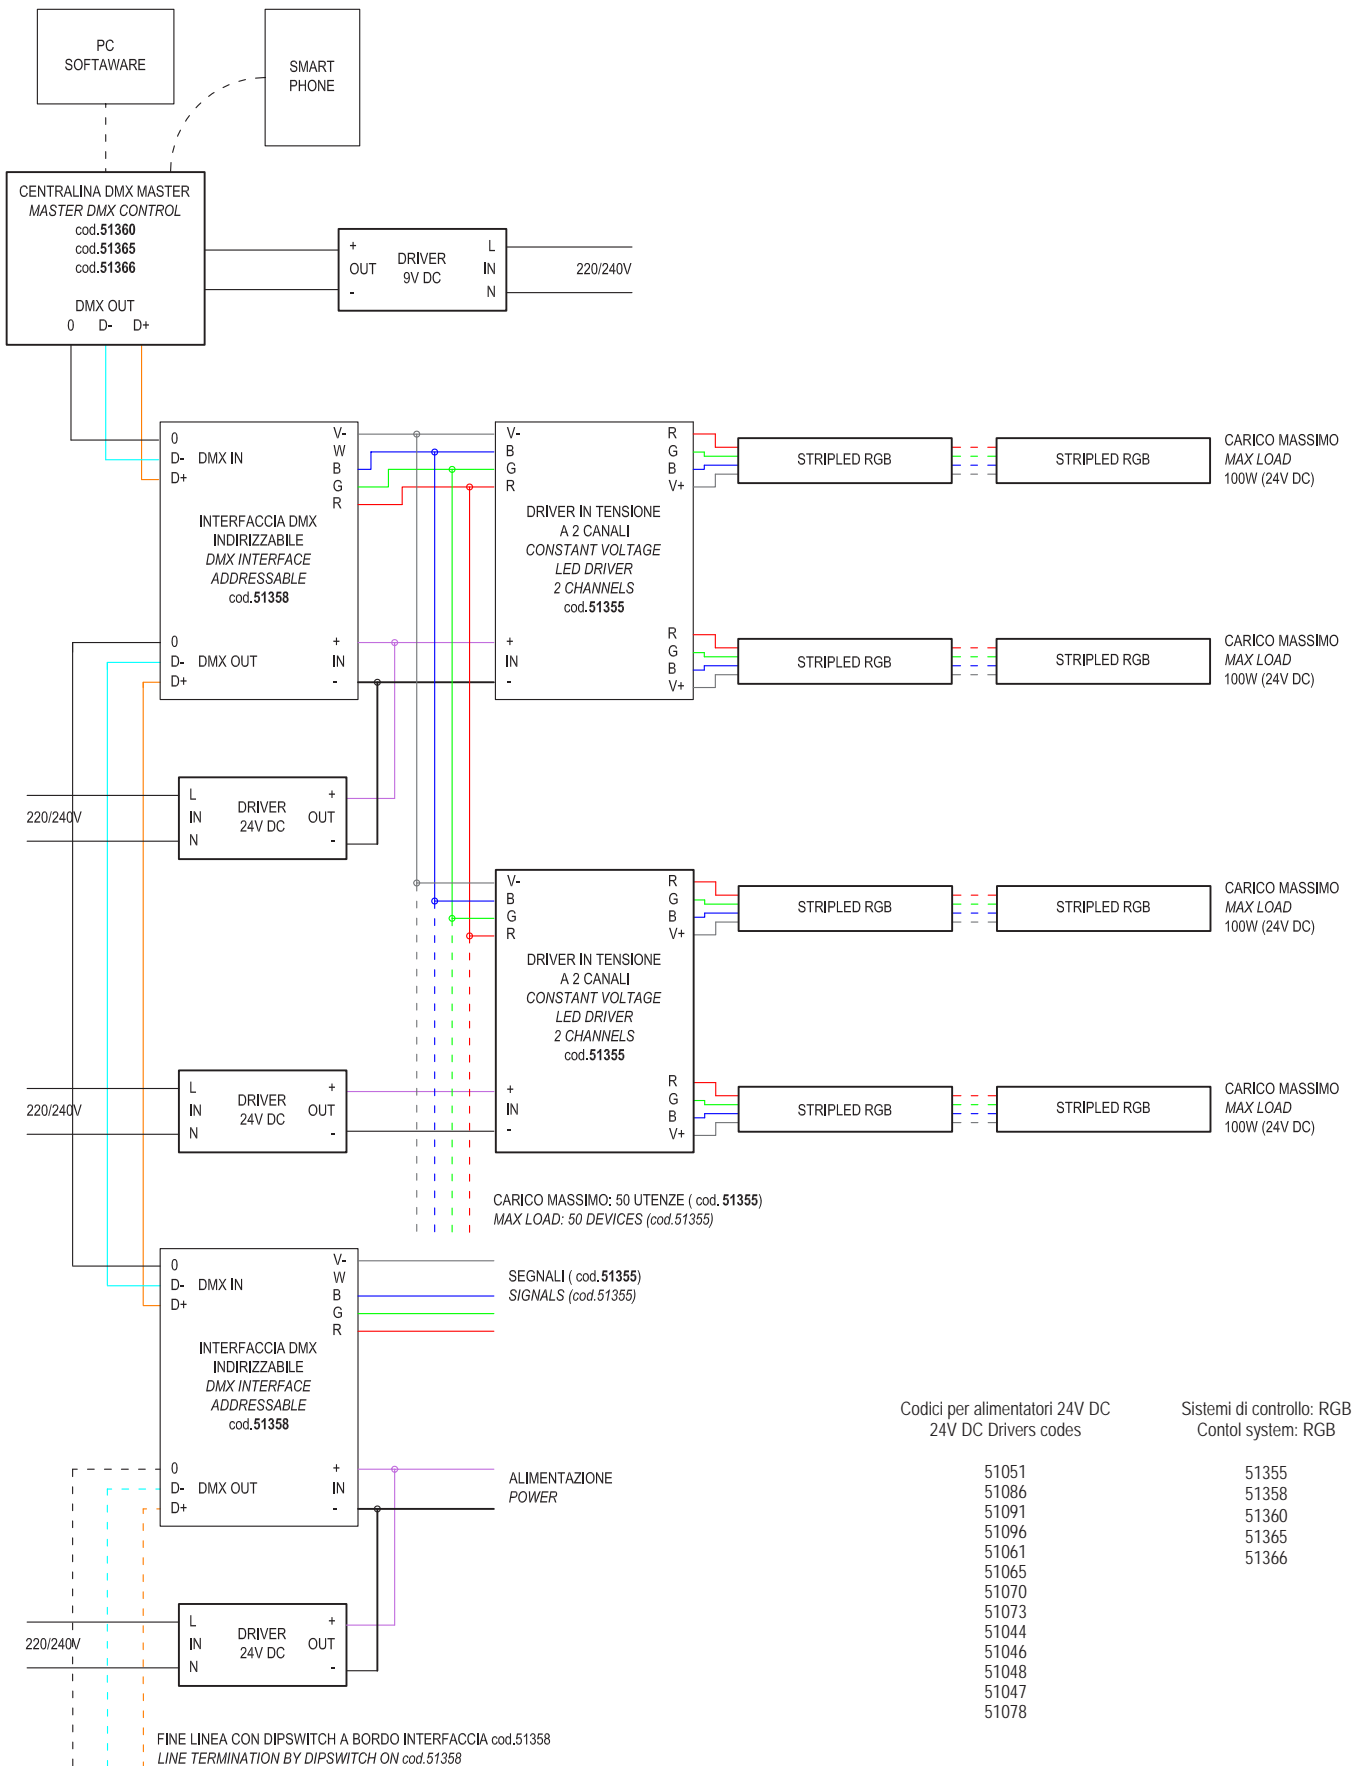 PC
SOFTAWARE
SMART
PHONE
CENTRALINA DMX MASTER
MASTER DMX CONTROL
cod.51360
cod.51365
cod.51366
DMX OUT
0 D- D+
+ L
OUT DRIVER IN
9V DC
- N
220/240V
0
D- DMX IN
D+
V-
W
B
G
R
INTERFACCIA DMX
INDIRIZZABILE
DMX INTERFACE
ADDRESSABLE
cod.51358
0
D- DMX OUT
D+
+
IN
-
V-
B
G
R
DRIVER IN TENSIONE
A 2 CANALI
CONSTANT VOLTAGE
LED DRIVER
2 CHANNELS
cod.51355
+
IN
-
R
G
B
V+
STRIPLED RGB
STRIPLED RGB
CARICO MASSIMO
MAX LOAD
100W (24V DC)
R
G
B
V+
STRIPLED RGB
STRIPLED RGB
CARICO MASSIMO
MAX LOAD
100W (24V DC)
220/240V
L
IN
N
DRIVER
24V DC
+
OUT
-
V-
B
G
R
DRIVER IN TENSIONE
A 2 CANALI
CONSTANT VOLTAGE
LED DRIVER
2 CHANNELS
cod.51355
+
IN
-
R
G
B
V+
STRIPLED RGB
STRIPLED RGB
CARICO MASSIMO
MAX LOAD
100W (24V DC)
R
G
B
V+
STRIPLED RGB
STRIPLED RGB
CARICO MASSIMO
MAX LOAD
100W (24V DC)
220/240V
L
IN
N
DRIVER
24V DC
+
OUT
-
CARICO MASSIMO: 50 UTENZE ( cod. 51355)
MAX LOAD: 50 DEVICES (cod.51355)
0
D- DMX IN
D+
V-
W
B
G
R
SEGNALI ( cod.51355)
SIGNALS (cod.51355)
INTERFACCIA DMX
INDIRIZZABILE
DMX INTERFACE
ADDRESSABLE
cod.51358
0
D- DMX OUT
D+
+
IN
-
ALIMENTAZIONE
POWER
220/240V
L
IN
N
DRIVER
24V DC
+
OUT
-
FINE LINEA CON DIPSWITCH A BORDO INTERFACCIA cod.51358
LINE TERMINATION BY DIPSWITCH ON cod.51358
Codici per alimentatori 24V DC
24V DC Drivers codes
51051
51086
51091
51096
51061
51065
51070
51073
51044
51046
51048
51047
51078
Sistemi di controllo: RGB
Contol system: RGB
51355
51358
51360
51365
51366